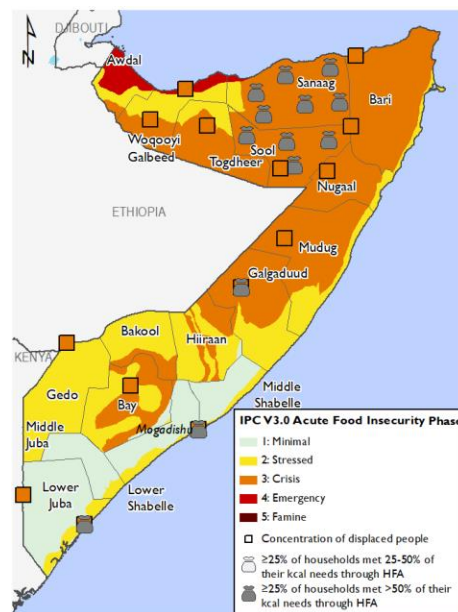 DJIBOUTI
N
Awdal
Sanaag
Bari
Woqooyi
Galbeed
Togdheer
Sool
Nugaal
ETHIOPIA
Mudug
Galgaduud
Bakool
Hiiraan
KENYA
Gedo
Bay
Middle
Shabelle
Middle
Juba
Mogadishu
Lower
Juba
Lower
Shabelle
IPC V3.0 Acute Food Insecurity Phase
1: Minimal
2: Stressed
3: Crisis
4: Emergency
5: Famine
Concentration of displaced people
≥25% of households met 25-50% of
their kcal needs through HFA
≥25% of households met >50% of
their kcal needs through HFA